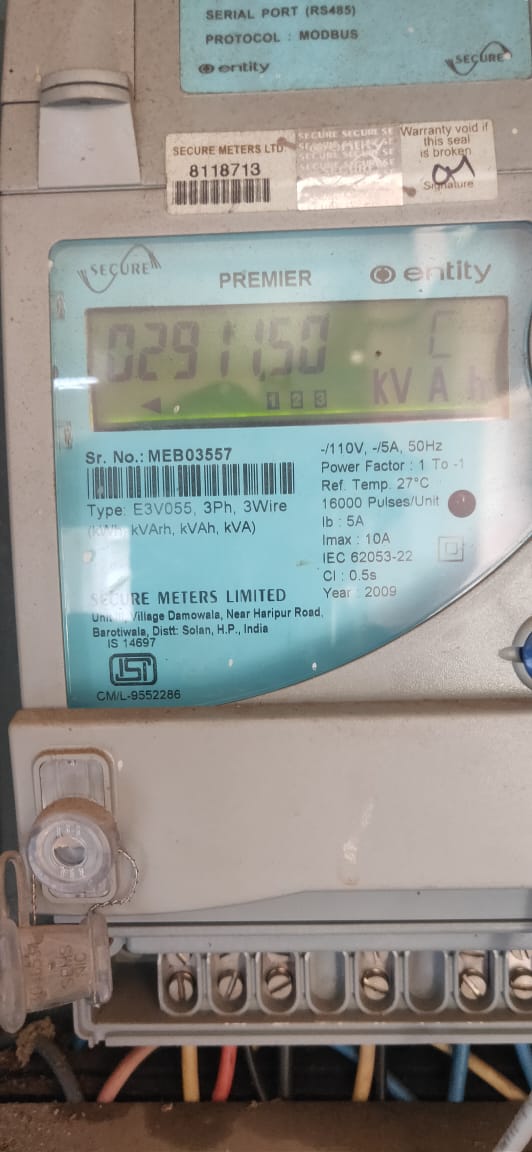 SERIAL PORT (RS485)
PROTOCOL : MODBUS
entity
SECURE
SECURE METERS LTD.
8118713
Warranty void if
this seal
is broken
Signature
SECURE
PREMIER
entity
02911.50 C
kVAh
1 2 3
Sr. No.: MEB03557
Type: E3V055, 3Ph, 3Wire
(kWh, kVArh, kVAh, kVA)
-/110V, -/5A, 50Hz
Power Factor : 1 To -1
Ref. Temp. 27°C
16000 Pulses/Unit
Ib : 5A
Imax : 10A
IEC 62053-22
Cl : 0.5s
Year : 2009
SECURE METERS LIMITED
Village Damowala, Near Haripur Road,
Barotiwala, Distt: Solan, H.P., India
IS 14697
CM/L-9552286